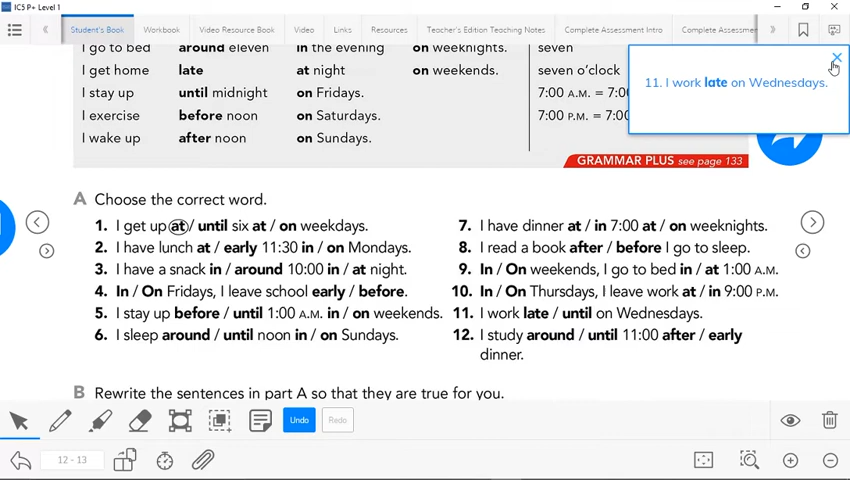 IC5 P+ Level 1
Student's Book Workbook Video Resource Book Video Links Resources Teacher's Edition Teaching Notes Complete Assessment Intro Complete Assessmen
I go to bed around eleven in the evening on weeknights. seven
I get home late at night on weekends. seven o'clock
I stay up until midnight on Fridays. 7:00 A.M. = 7:00
I exercise before noon on Saturdays. 7:00 P.M. = 7:00
I wake up after noon on Sundays.
11. I work late on Wednesdays.
GRAMMAR PLUS see page 133
A Choose the correct word.
1. I get up at / until six at / on weekdays.
2. I have lunch at / early 11:30 in / on Mondays.
3. I have a snack in / around 10:00 in / at night.
4. In / On Fridays, I leave school early / before.
5. I stay up before / until 1:00 A.M. in / on weekends.
6. I sleep around / until noon in / on Sundays.
7. I have dinner at / in 7:00 at / on weeknights.
8. I read a book after / before I go to sleep.
9. In / On weekends, I go to bed in / at 1:00 A.M.
10. In / On Thursdays, I leave work at / in 9:00 P.M.
11. I work late / until on Wednesdays.
12. I study around / until 11:00 after / early
dinner.
B Rewrite the sentences in part A so that they are true for you.
Undo Redo
12 - 13